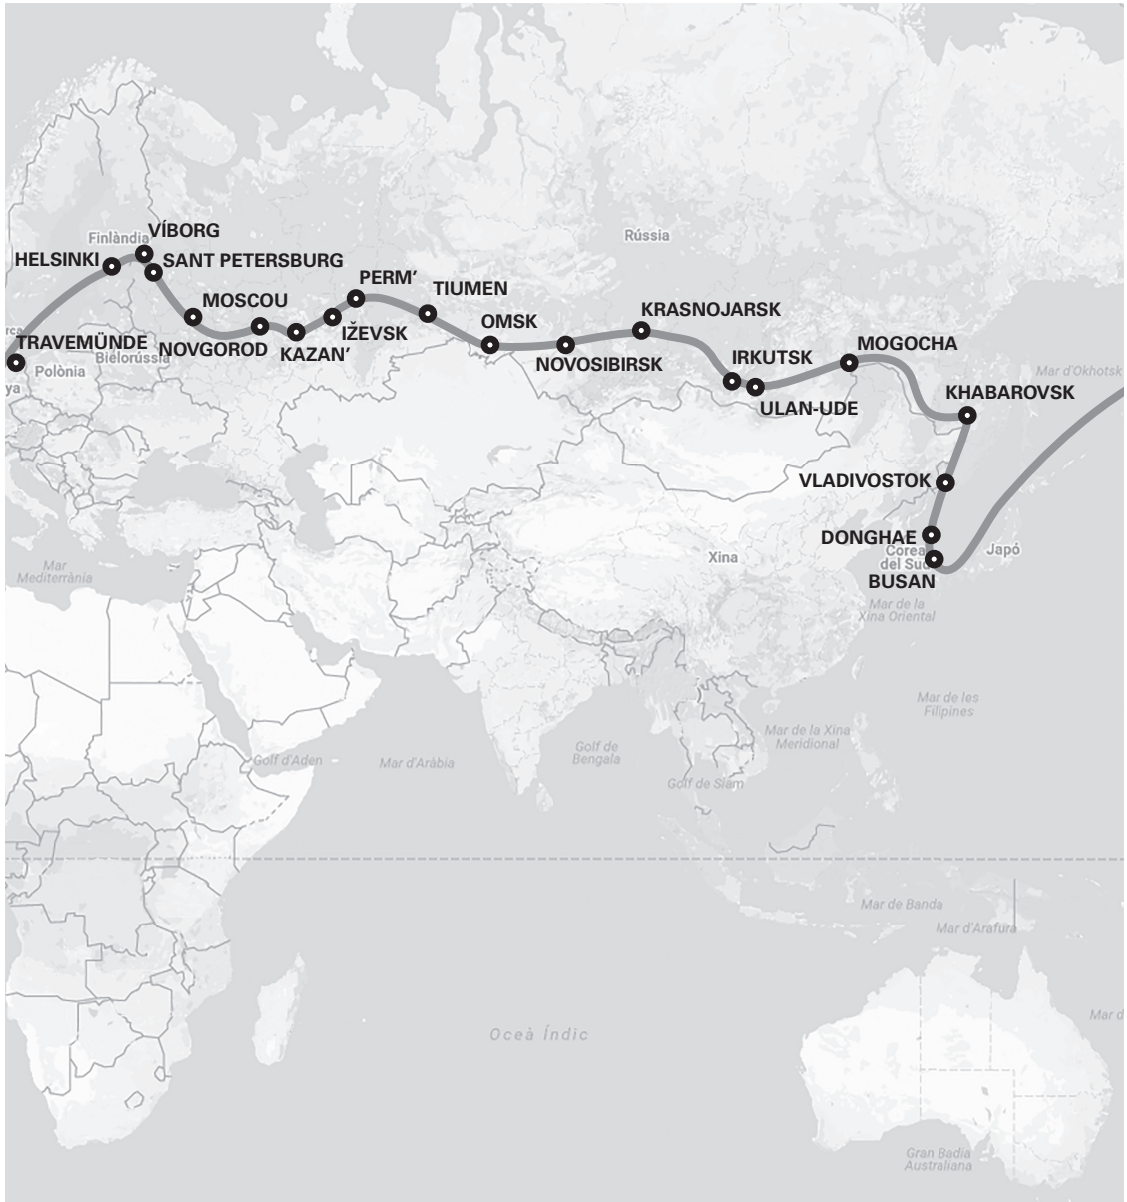 VÍBORG
Finlàndia
Rússia
HELSINKI
SANT PETERSBURG
PERM’
TIUMEN
MOSCOU
KRASNOJARSK
OMSK
rca
IŽEVSK
TRAVEMÜNDE
NOVGOROD
KAZAN’
MOGOCHA
Bielorússia
IRKUTSK
NOVOSIBIRSK
Polònia
Mar d'Okhotsk
ya
KHABAROVSK
ULAN-UDE
VLADIVOSTOK
DONGHAE
Corea
del Sud
Japó
Xina
Mar
Mediterrània
BUSAN
Mar de la
Xina Oriental
Mar de les
Filipines
Mar de la Xina
Meridional
Golf de
Bengala
Golf d'Aden
Mar d'Aràbia
Golf de Siam
Mar de Banda
Mar d'Arafura
Mar d
Oceà Índic
Gran Badia
Australiana